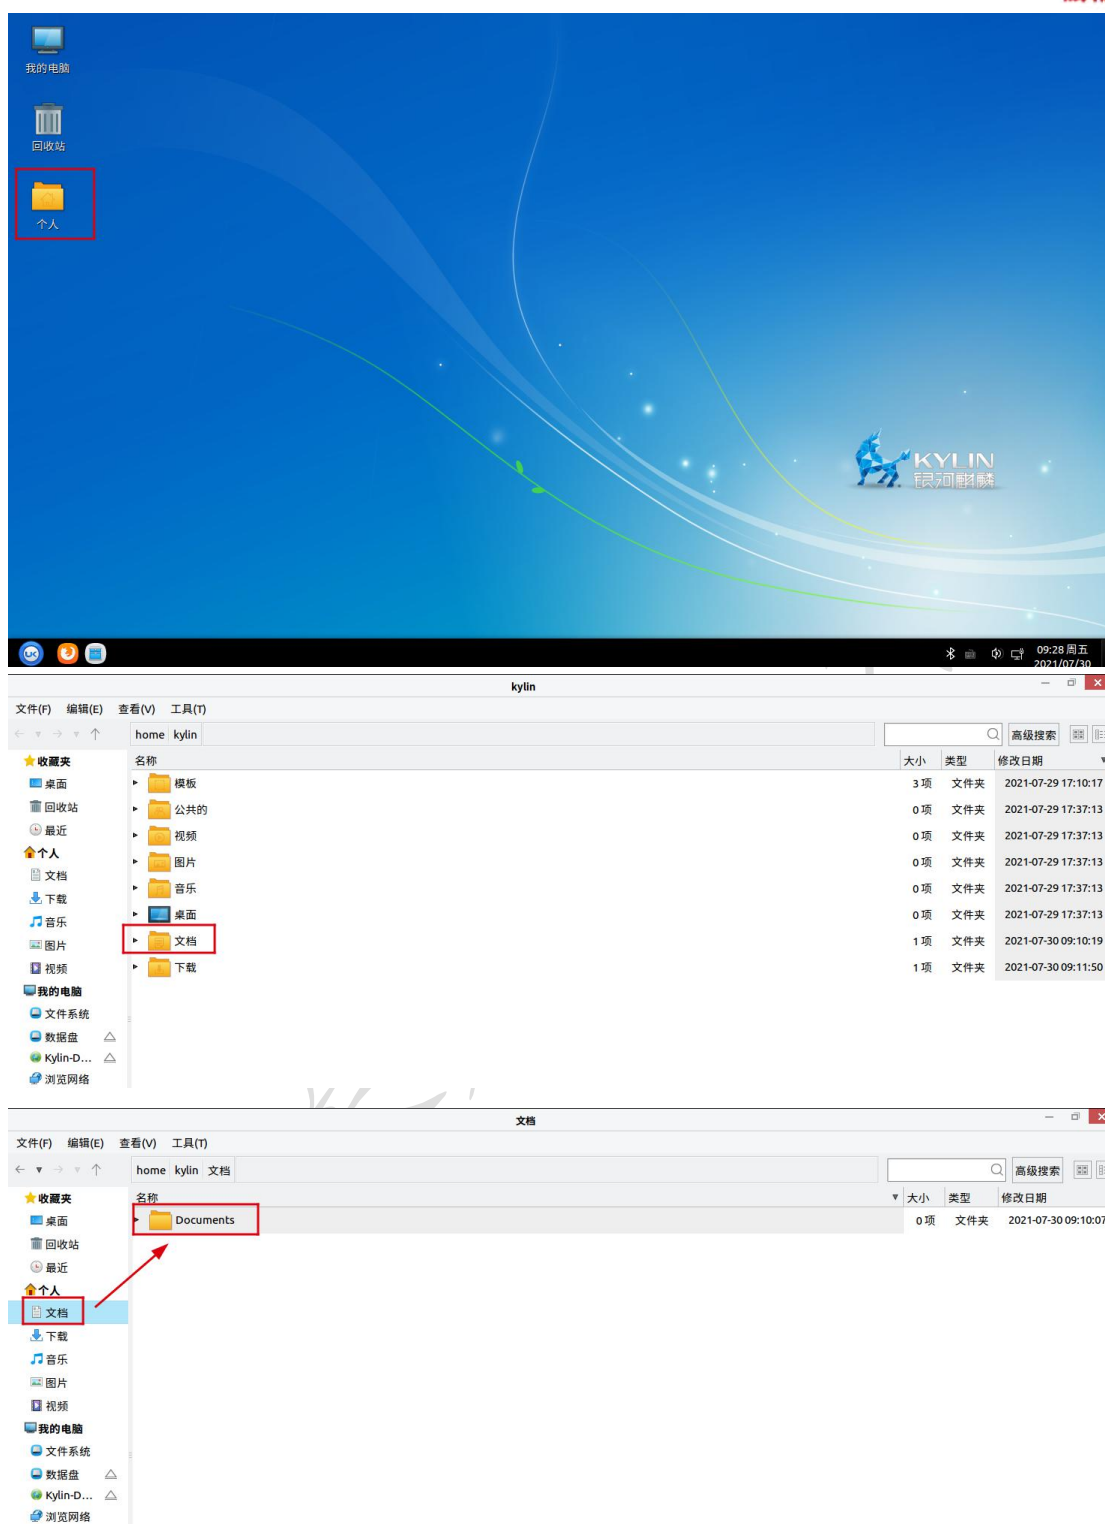 我的电脑
回收站
个人
KYLIN
银河麒麟
09:28 周五
2021/07/30
kylin
文件(F) 编辑(E) 查看(V) 工具(T)
home kylin 高级搜索
收藏夹 名称 大小 类型 修改日期
桌面 模板 3 项 文件夹 2021-07-29 17:10:17
回收站 公共的 0 项 文件夹 2021-07-29 17:37:13
最近 视频 0 项 文件夹 2021-07-29 17:37:13
个人 图片 0 项 文件夹 2021-07-29 17:37:13
文档 音乐 0 项 文件夹 2021-07-29 17:37:13
下载 桌面 0 项 文件夹 2021-07-29 17:37:13
音乐 文档 1 项 文件夹 2021-07-30 09:10:19
图片 下载 1 项 文件夹 2021-07-30 09:11:50
视频
我的电脑
文件系统
数据盘
Kylin-D...
浏览网络
文档
文件(F) 编辑(E) 查看(V) 工具(T)
home kylin 文档 高级搜索
收藏夹 名称 大小 类型 修改日期
桌面 Documents 0 项 文件夹 2021-07-30 09:10:07
回收站
最近
个人
文档
下载
音乐
图片
视频
我的电脑
文件系统
数据盘
Kylin-D...
浏览网络